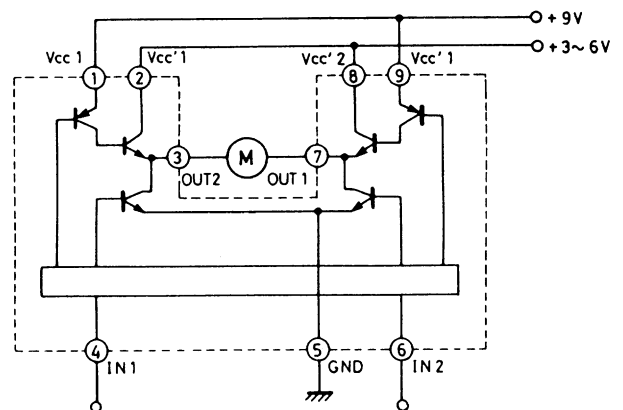 + 9V
+3~ 6V
Vcc 1
Vcc'1
Vcc' 2
Vcc' 1
1
2
8
9
3
M
7
OUT2
OUT 1
4
5
6
IN1
GND
IN2